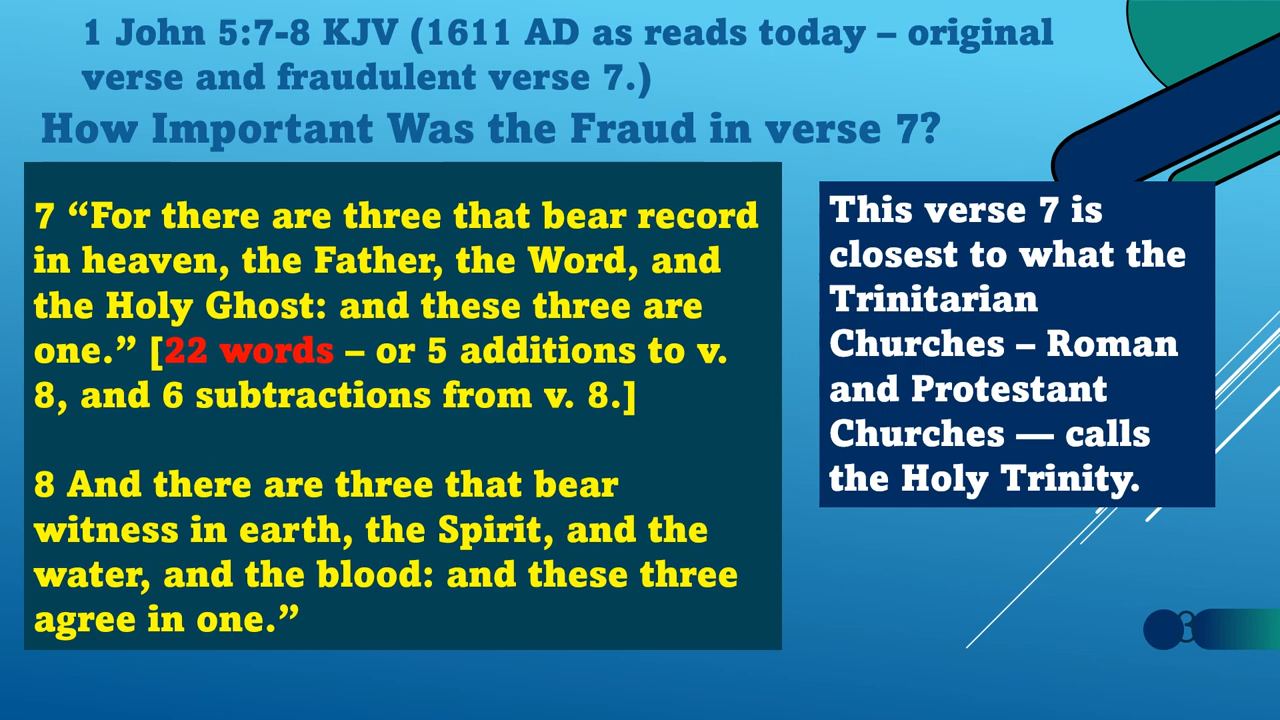 1 John 5:7-8 KJV (1611 AD as reads today – original
verse and fraudulent verse 7.)
How Important Was the Fraud in verse 7?
7 “For there are three that bear record
in heaven, the Father, the Word, and
the Holy Ghost: and these three are
one.” [22 words – or 5 additions to v.
8, and 6 subtractions from v. 8.]
8 And there are three that bear
witness in earth, the Spirit, and the
water, and the blood: and these three
agree in one.”
This verse 7 is
closest to what the
Trinitarian
Churches – Roman
and Protestant
Churches — calls
the Holy Trinity.
3